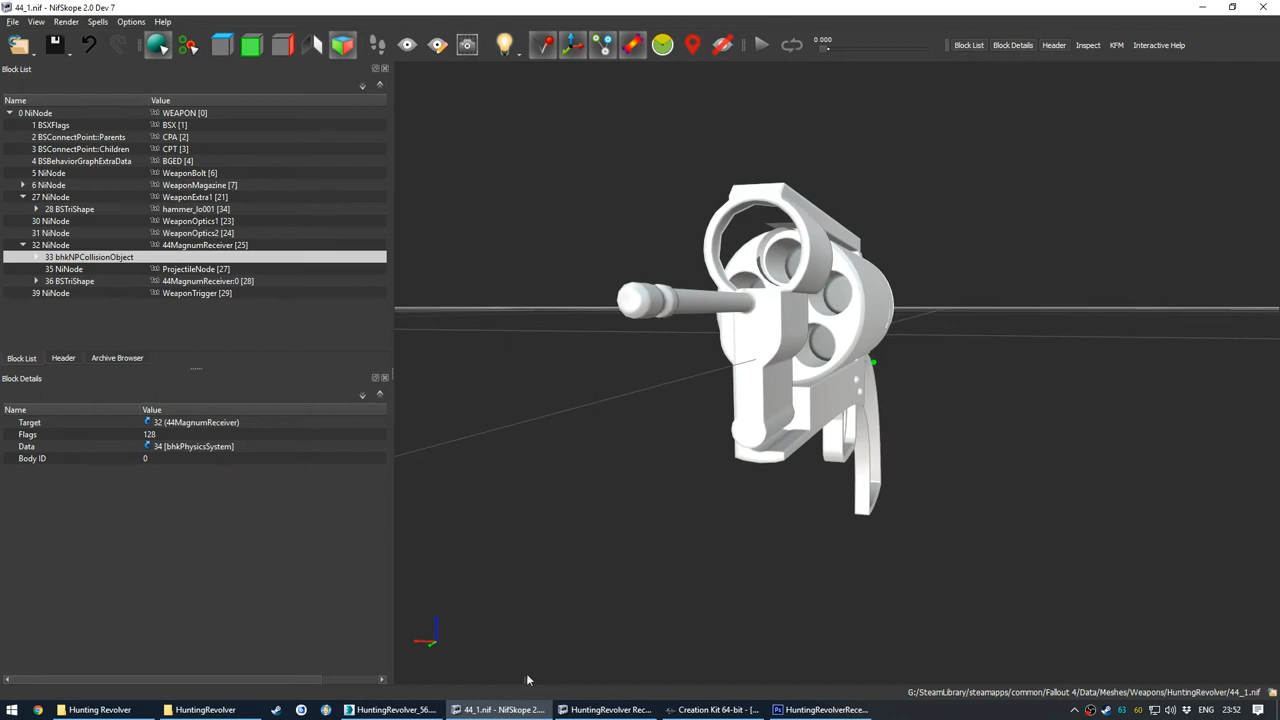 44_1.nif - NifSkope 2.0 Dev 7
File View Render Spells Options Help
0.000
Block List Block Details Header Inspect KFM Interactive Help
Block List
Name Value
0 NiNode WEAPON [0]
1 BSXFlags BSX [1]
2 BSConnectPoint::Parents CPA [2]
3 BSConnectPoint::Children CPT [3]
4 BSBehaviorGraphExtraData BGED [4]
5 NiNode WeaponBolt [6]
6 NiNode WeaponMagazine [7]
27 NiNode WeaponExtra1 [21]
28 BSTriShape hammer_lo001 [34]
30 NiNode WeaponOptics1 [23]
31 NiNode WeaponOptics2 [24]
32 NiNode 44MagnumReceiver [25]
33 bhkNPCollisionObject
35 NiNode ProjectileNode [27]
36 BSTriShape 44MagnumReceiver:0 [28]
39 NiNode WeaponTrigger [29]
Block List Header Archive Browser
Block Details
Name Value
Target 32 (44MagnumReceiver)
Flags 128
Data 34 [bhkPhysicsSystem]
Body ID 0
G:/SteamLibrary/steamapps/common/Fallout 4/Data/Meshes/Weapons/HuntingRevolver/44_1.nif
Hunting Revolver HuntingRevolver HuntingRevolver_56... 44_1.nif - NifSkope 2.... HuntingRevolver Rec... Creation Kit 64-bit - [... HuntingRevolverRece... 63 60 ENG 23:52